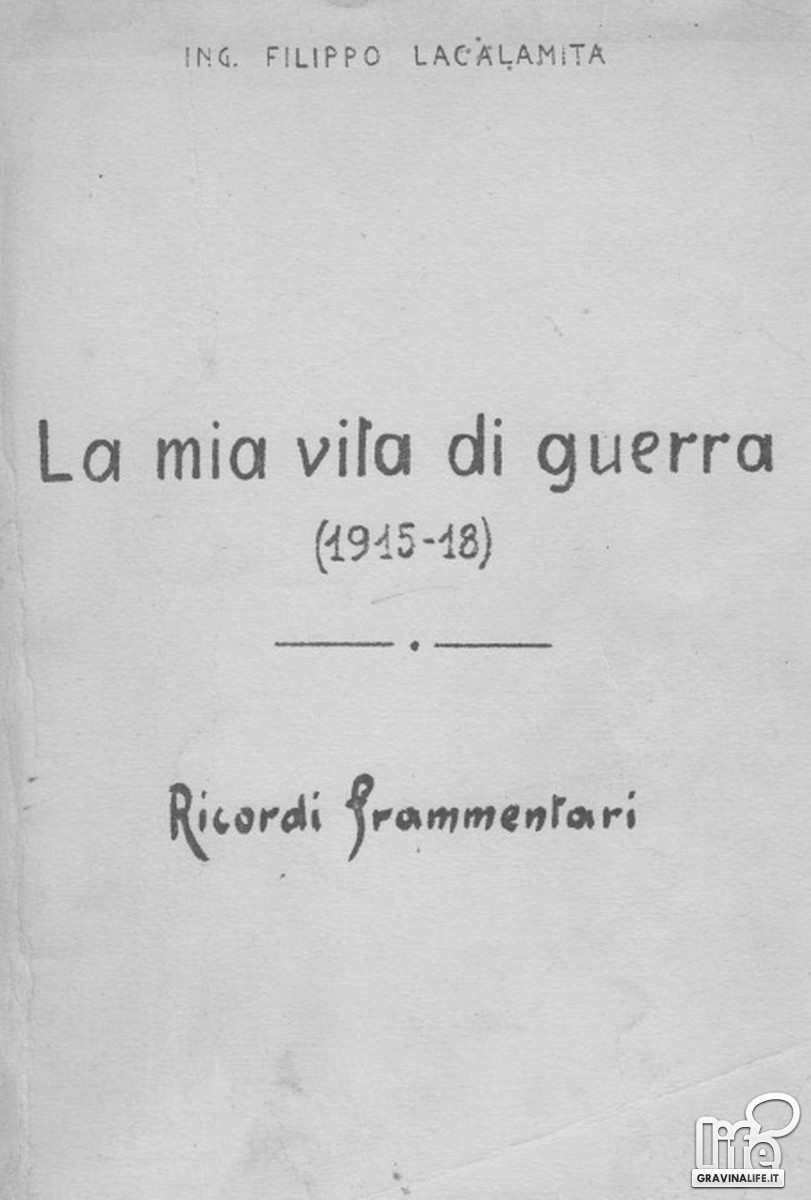 ING. FILIPPO LACALAMITA
La mia vita di guerra
(1915-18)
Ricordi frammentari
life
GRAVINALIFE.IT